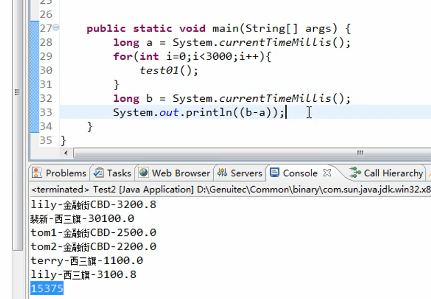 26
27
public static void main(String[] args) {
28
long a = System.currentTimeMillis();
29
for(int i=0;i<3000;i++){
30
test01();
31
}
32
long b = System.currentTimeMillis();
33
System.out.println((b-a));
34
}
35
}
Problems Tasks Web Browser Servers Console Call Hierarchy
<terminated> Test2 [Java Application] D:\Genuitec\Common\binary\com.sun.java.jdk.win32.x8
lily-金融街CBD-3200.8
裴新-西三旗-30100.0
tom1-金融街CBD-2500.0
tom2-金融街CBD-2200.0
terry-西三旗-1100.0
lily-西三旗-3100.8
15375